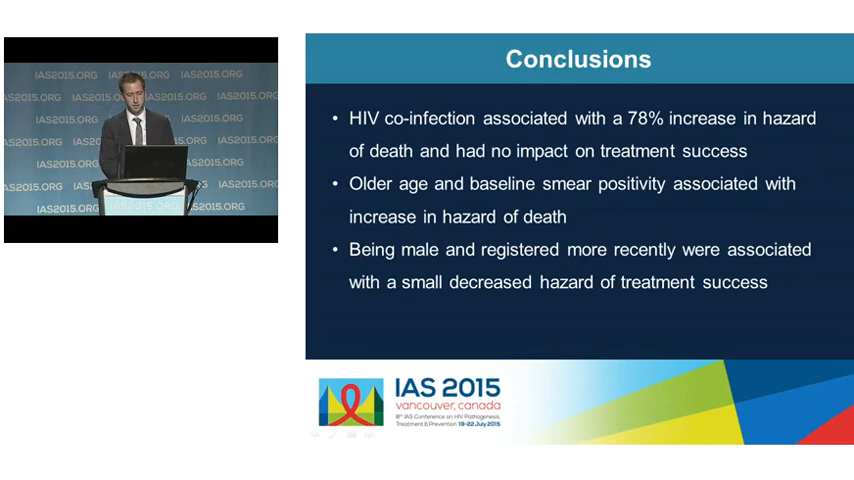 IAS2015.ORG IAS2015.ORG IAS2015.ORG
AS2015.ORG IAS2015.ORG
IAS2015.ORG IAS2015.ORG
IAS2015.ORG
IAS2015.ORG IAS2015.ORG
IAS2015.ORG
IAS2015.ORG
Conclusions
• HIV co-infection associated with a 78% increase in hazard
of death and had no impact on treatment success
• Older age and baseline smear positivity associated with
increase in hazard of death
• Being male and registered more recently were associated
with a small decreased hazard of treatment success
IAS 2015
vancouver, canada
8th IAS Conference on HIV Pathogenesis,
Treatment & Prevention 19-22 July 2015